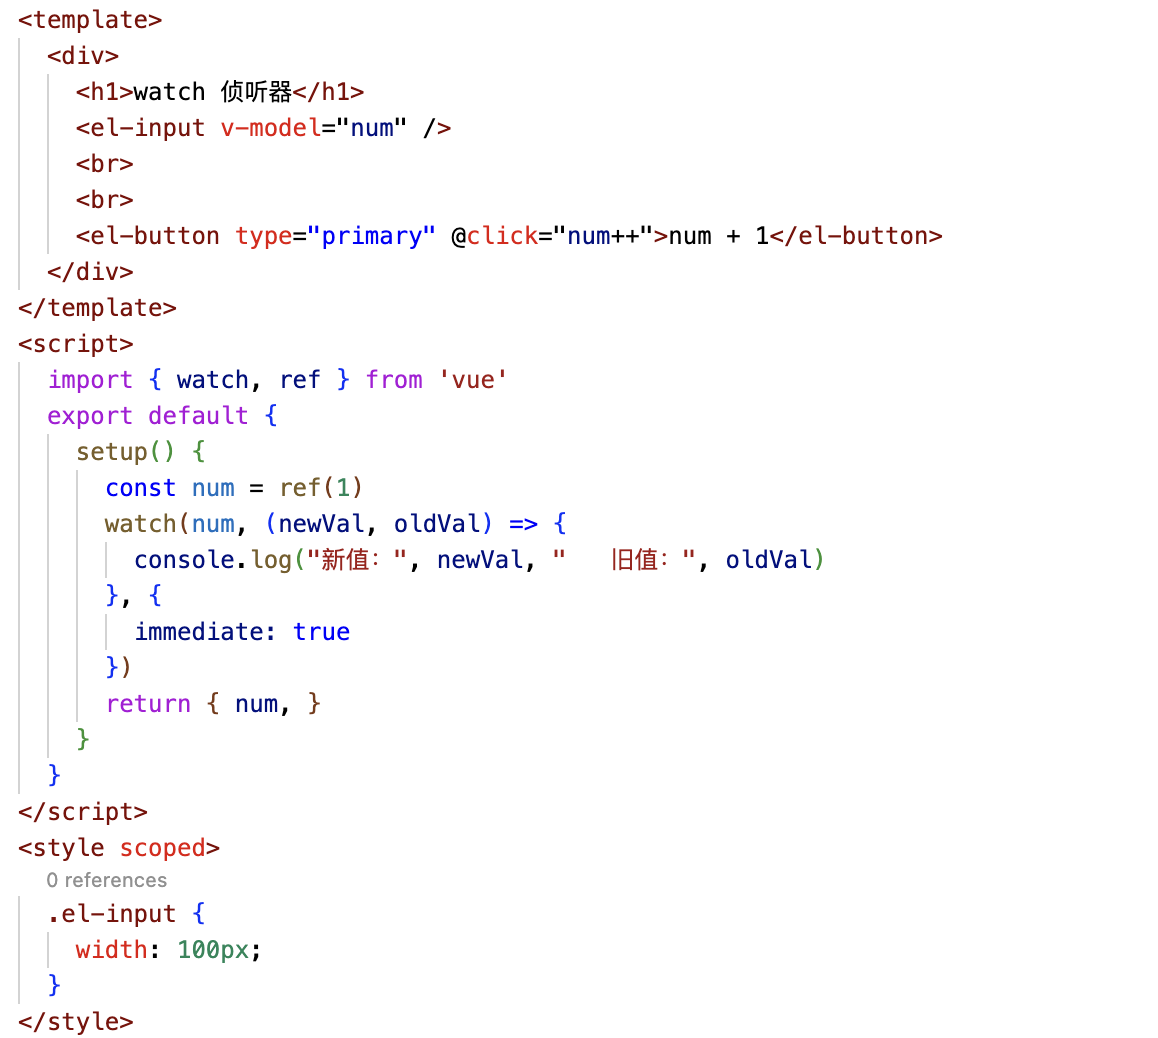 <template>
<div>
<h1>watch 侦听器</h1>
<el-input v-model="num" />
<br>
<br>
<el-button type="primary" @click="num++">num + 1</el-button>
</div>
</template>
<script>
import { watch, ref } from 'vue'
export default {
setup() {
const num = ref(1)
watch(num, (newVal, oldVal) => {
console.log("新值：", newVal, "   旧值：", oldVal)
}, {
immediate: true
})
return { num, }
}
}
</script>
<style scoped>
0 references
.el-input {
width: 100px;
}
</style>